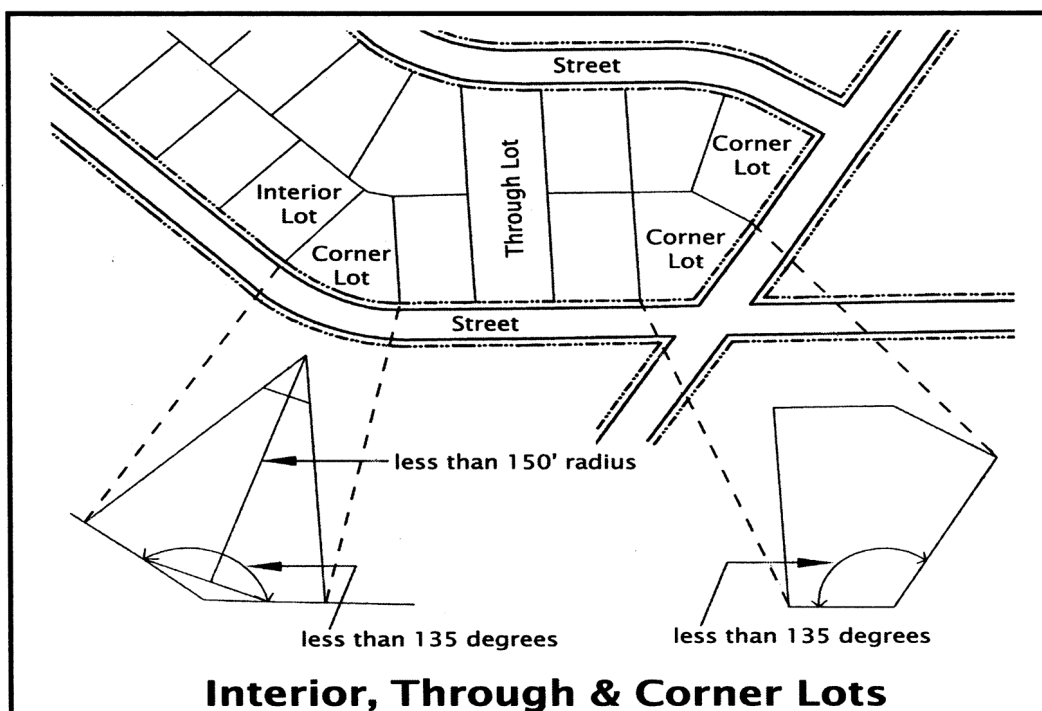 Street
Corner
Lot
Through Lot
Interior
Lot
Corner
Lot
Corner
Lot
Street
less than 150' radius
less than 135 degrees
less than 135 degrees
Interior, Through & Corner Lots